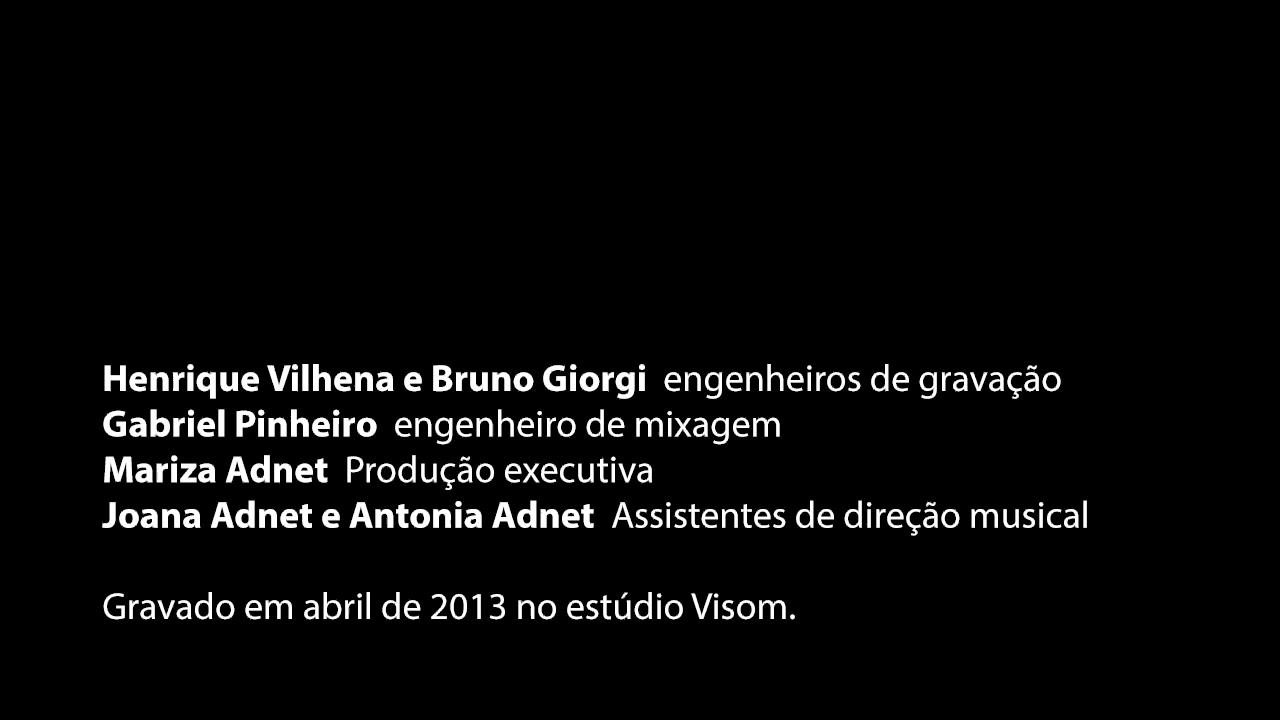 Henrique Vilhena e Bruno Giorgi engenheiros de gravação
Gabriel Pinheiro engenheiro de mixagem
Mariza Adnet Produção executiva
Joana Adnet e Antonia Adnet Assistentes de direção musical
Gravado em abril de 2013 no estúdio Visom.